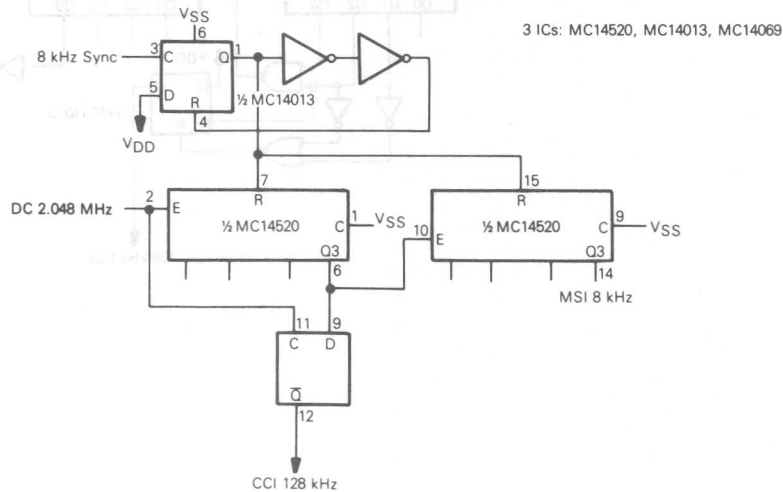 3 ICs: MC14520, MC14013, MC14069
VSS
6
8 kHz Sync
3
C
Q
1
5
D
R
4
½ MC14013
VDD
7
R
15
R
DC 2.048 MHz
2
E
½ MC14520
C
1
VSS
Q3
6
10
E
½ MC14520
C
9
VSS
Q3
14
MSI 8 kHz
11
9
C
D
Q̅
12
CCI 128 kHz